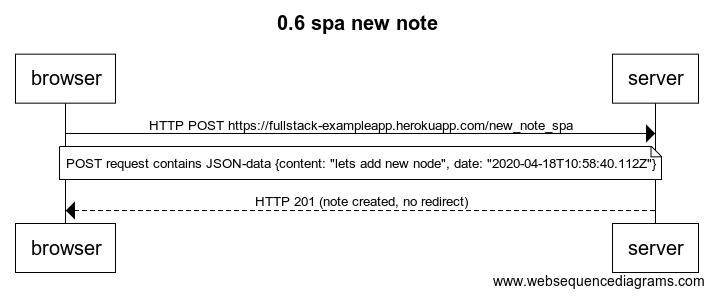 0.6 spa new note
browser server
HTTP POST https://fullstack-exampleapp.herokuapp.com/new_note_spa
POST request contains JSON-data {content: "lets add new node", date: "2020-04-18T10:58:40.112Z"}
HTTP 201 (note created, no redirect)
browser server
www.websequencediagrams.com